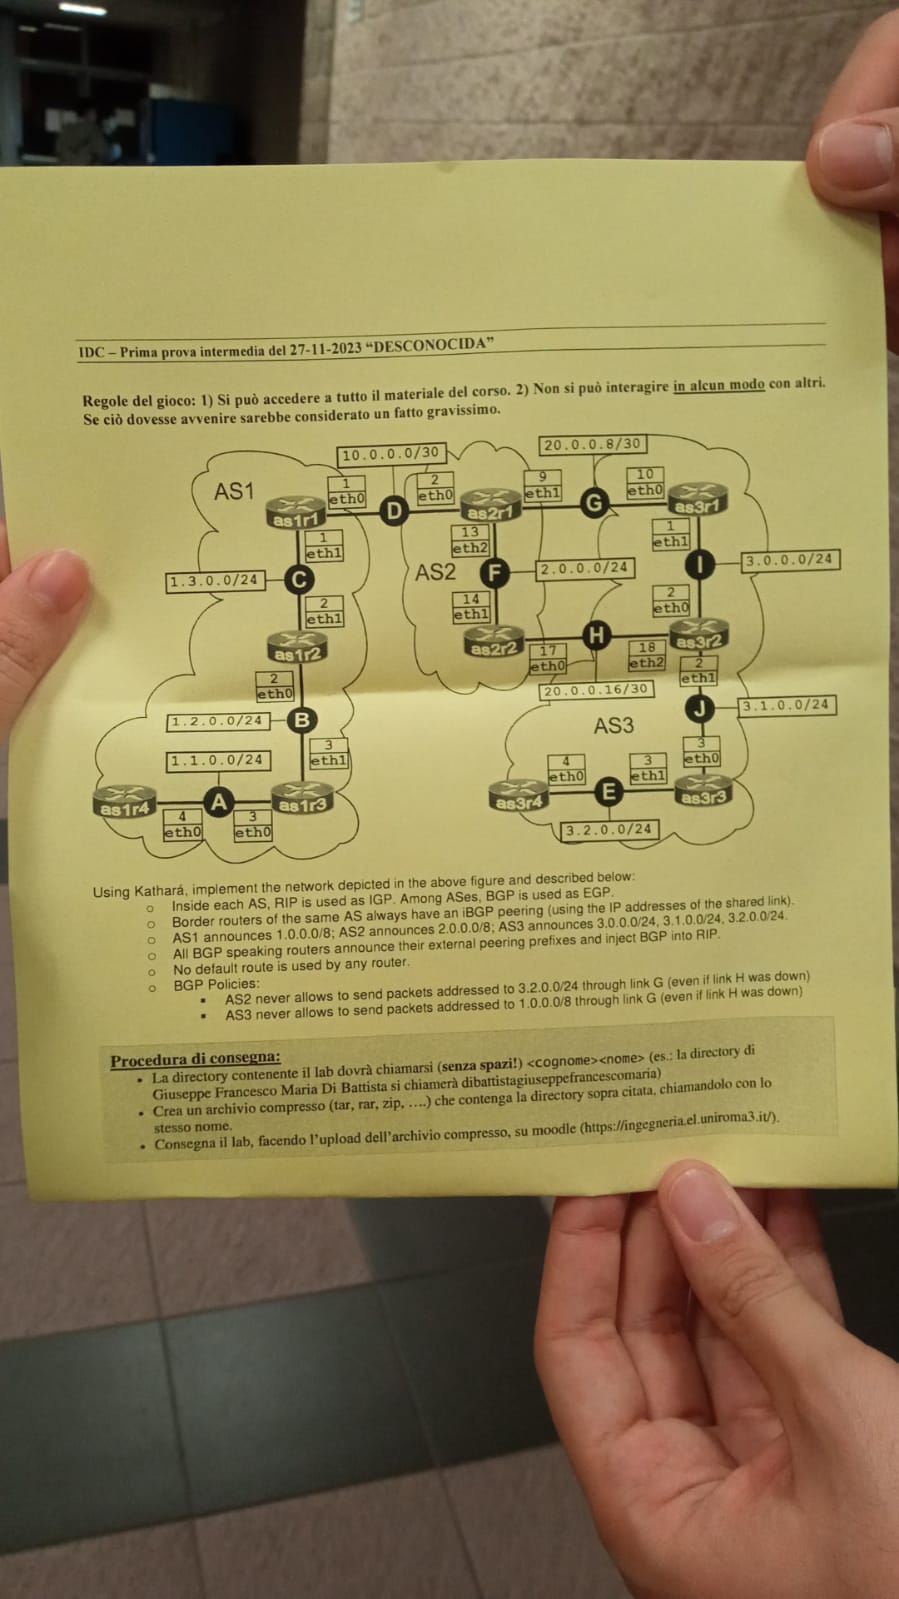 IDC – Prima prova intermedia del 27-11-2023 “DESCONOCIDA”
Regole del gioco: 1) Si può accedere a tutto il materiale del corso. 2) Non si può interagire in alcun modo con altri.
Se ciò dovesse avvenire sarebbe considerato un fatto gravissimo.
10.0.0.0/30
20.0.0.8/30
AS1
1
eth0
2
eth0
9
eth1
10
eth0
as1r1
D
as2r1
G
as3r1
1
eth1
13
eth2
1
eth1
1.3.0.0/24
C
AS2
F
2.0.0.0/24
I
3.0.0.0/24
2
eth1
14
eth1
2
eth0
as1r2
as2r2
H
as3r2
17
eth0
18
eth2
2
eth1
2
eth0
20.0.0.16/30
1.2.0.0/24
B
J
3.1.0.0/24
AS3
1.1.0.0/24
3
eth1
4
eth0
3
eth1
3
eth0
as1r4
A
as1r3
as3r4
E
as3r3
4
eth0
3
eth0
3.2.0.0/24
Using Kathará, implement the network depicted in the above figure and described below:
o Inside each AS, RIP is used as IGP. Among ASes, BGP is used as EGP.
o Border routers of the same AS always have an iBGP peering (using the IP addresses of the shared link).
o AS1 announces 1.0.0.0/8; AS2 announces 2.0.0.0/8; AS3 announces 3.0.0.0/24, 3.1.0.0/24, 3.2.0.0/24.
o All BGP speaking routers announce their external peering prefixes and inject BGP into RIP.
o No default route is used by any router.
o BGP Policies:
▪ AS2 never allows to send packets addressed to 3.2.0.0/24 through link G (even if link H was down)
▪ AS3 never allows to send packets addressed to 1.0.0.0/8 through link G (even if link H was down)
Procedura di consegna:
• La directory contenente il lab dovrà chiamarsi (senza spazi!) <cognome><nome> (es.: la directory di
Giuseppe Francesco Maria Di Battista si chiamerà dibattistagiuseppefrancescomaria)
• Crea un archivio compresso (tar, rar, zip, ….) che contenga la directory sopra citata, chiamandolo con lo
stesso nome.
• Consegna il lab, facendo l’upload dell’archivio compresso, su moodle (https://ingegneria.el.uniroma3.it/).